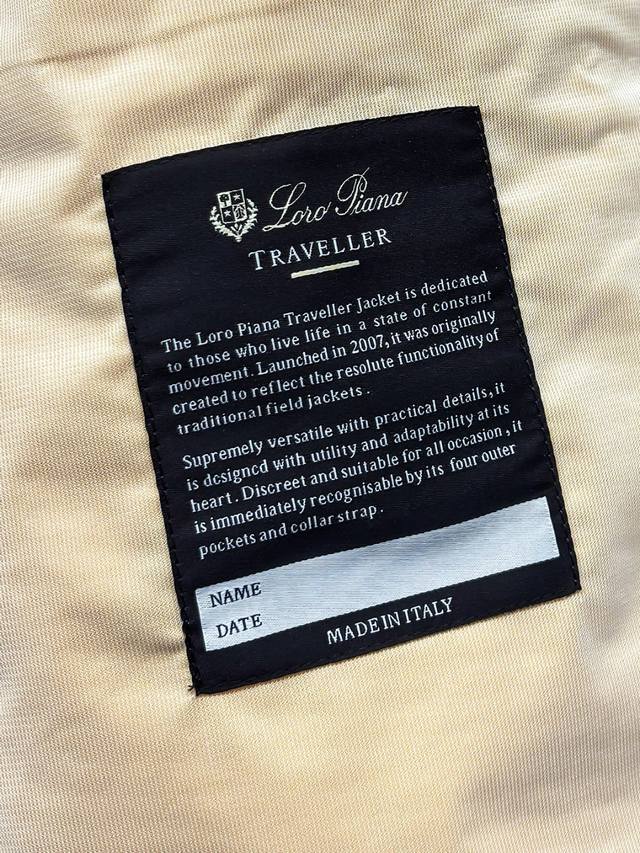 Loro Piana
TRAVELLER
The Loro Piana Traveller Jacket is dedicated
to those who live life in a state of constant
movement. Launched in 2007, it was originally
created to reflect the resolute functionality of
traditional field jackets.
Supremely versatile with practical details, it
is designed with utility and adaptability at its
heart. Discreet and suitable for all occasion, it
is immediately recognisable by its four outer
pockets and collar strap.
NAME
DATE
MADE IN ITALY